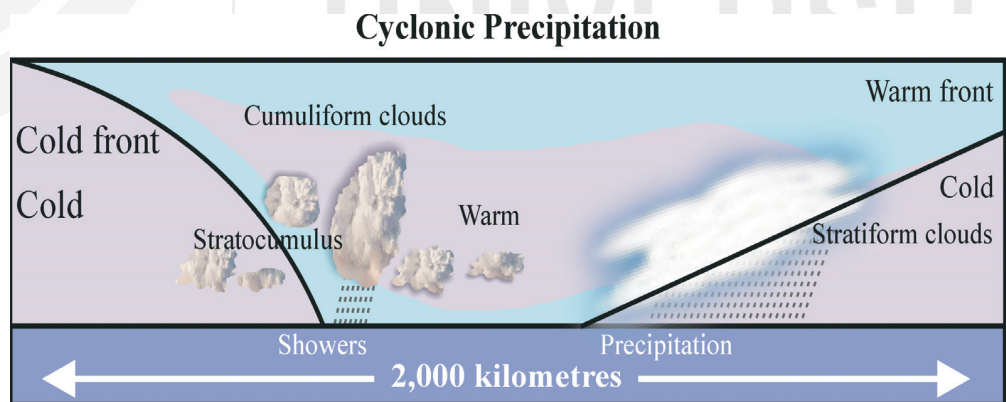 Cyclonic Precipitation
Warm front
Cumuliform clouds
Cold front
Cold
Cold
Warm
Stratocumulus
Stratiform clouds
Showers
Precipitation
2,000 kilometres